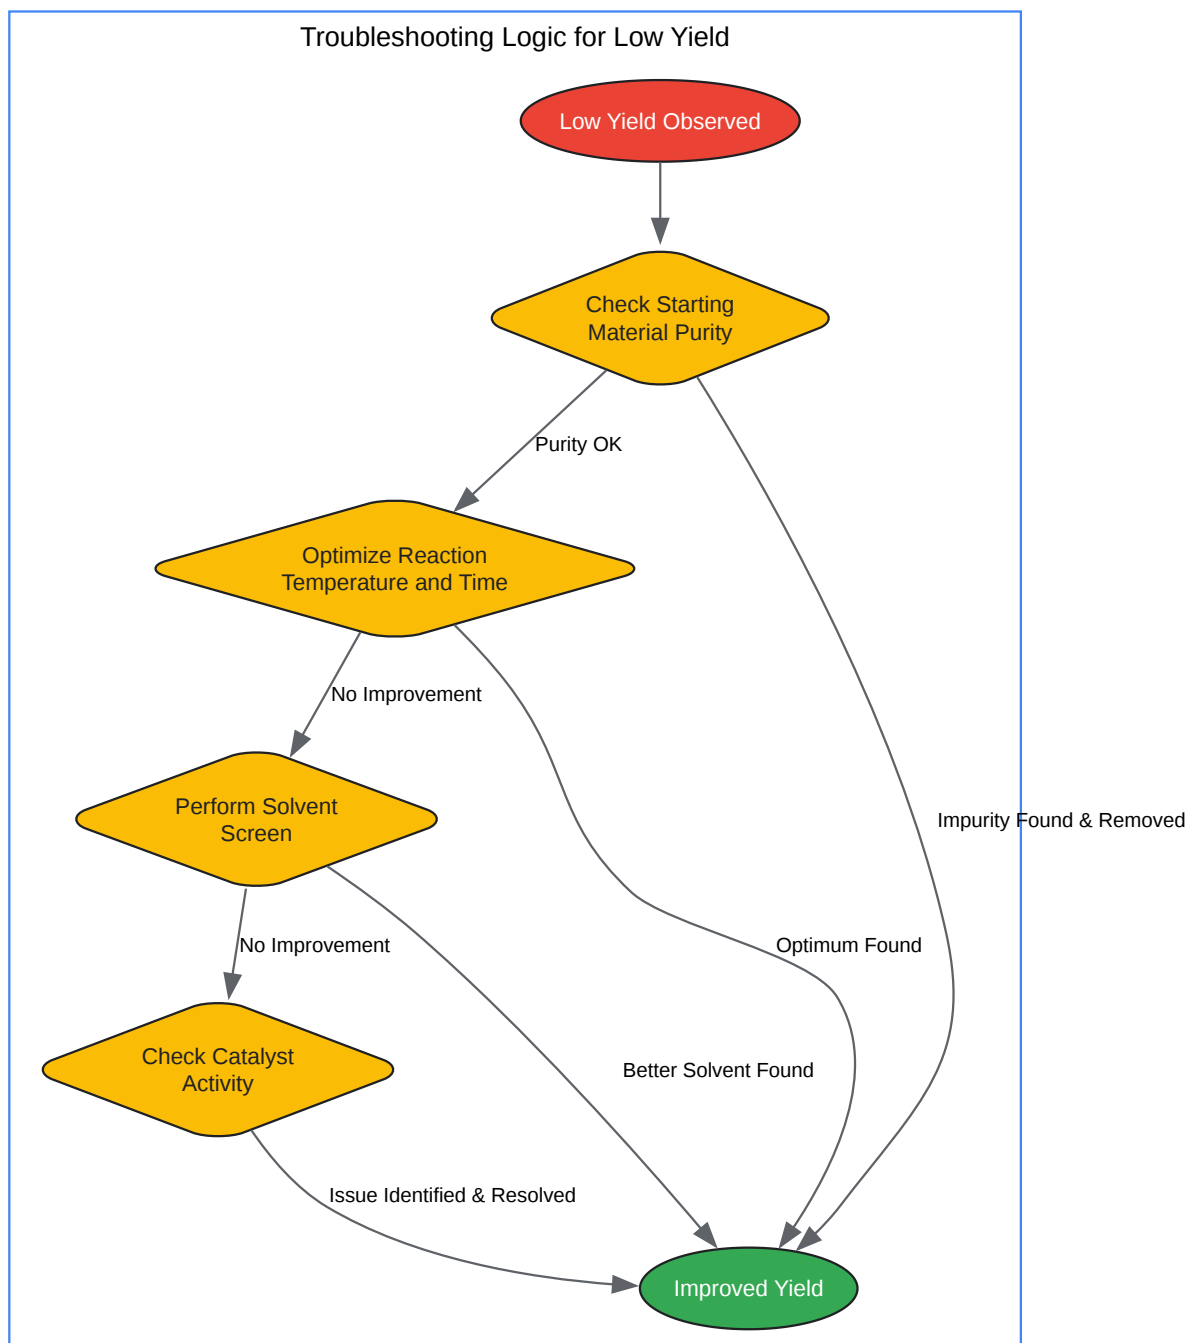 Troubleshooting Logic for Low Yield
Low Yield Observed
Check Starting
Material Purity
Purity OK
Optimize Reaction
Temperature and Time
No Improvement
Perform Solvent
Screen
Impurity Found & Removed
No Improvement
Optimum Found
Check Catalyst
Activity
Better Solvent Found
Issue Identified & Resolved
Improved Yield